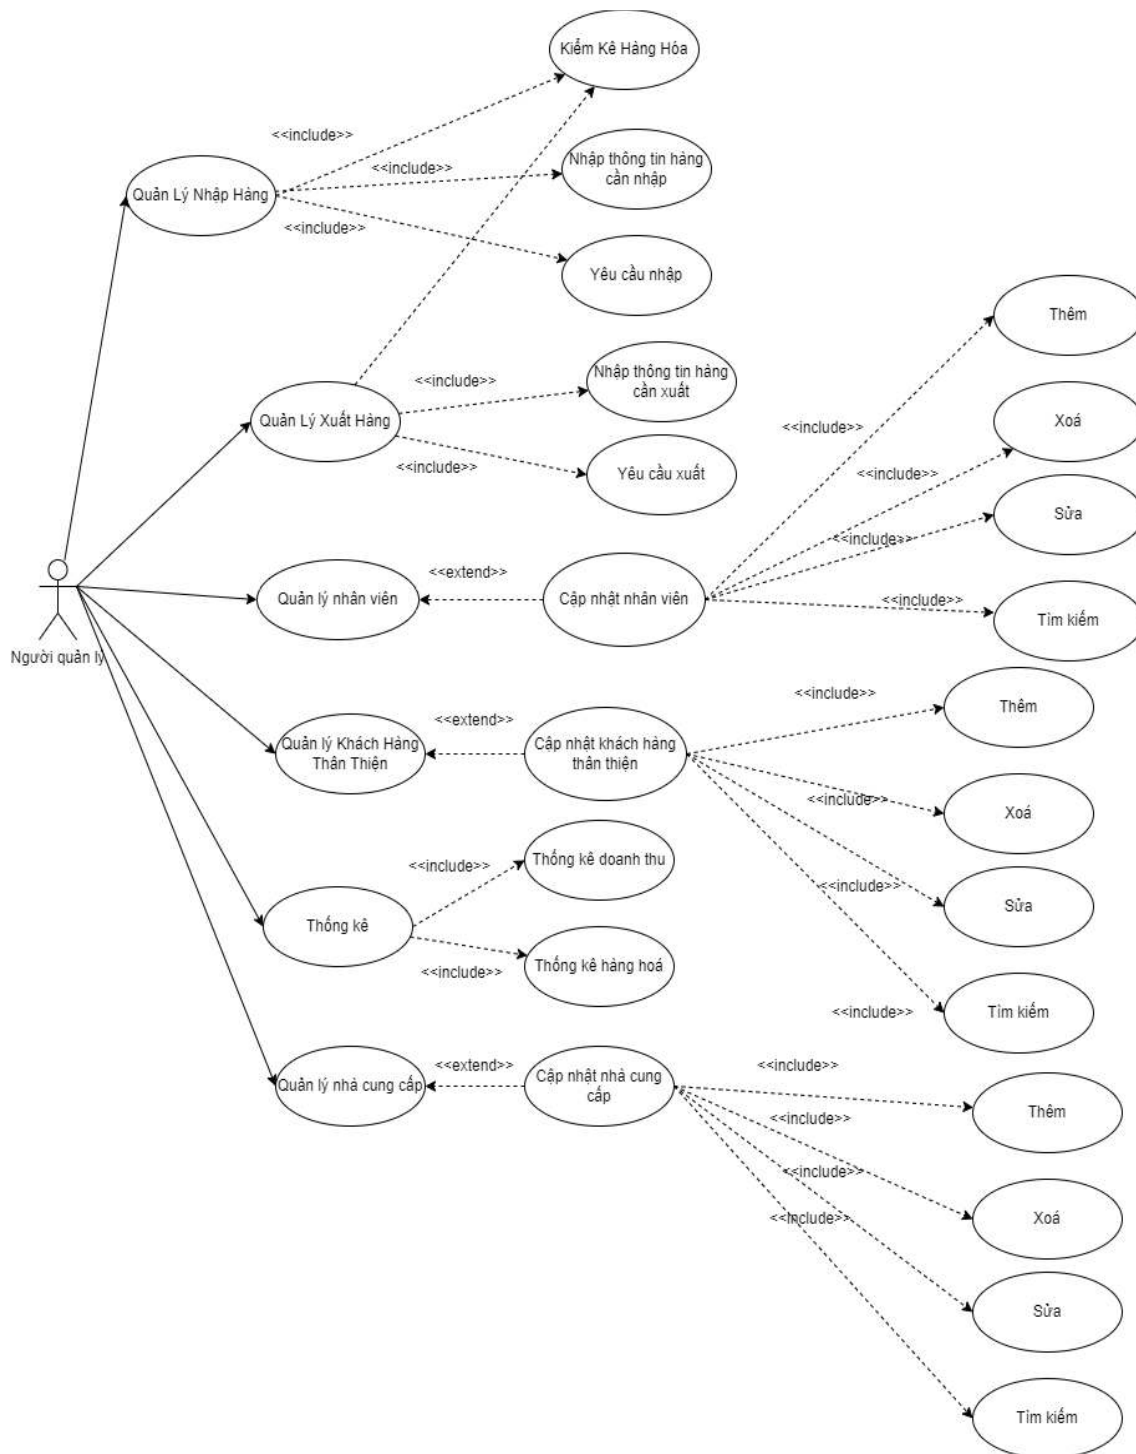 Kiểm Kê Hàng Hóa
<<include>>
Nhập thông tin hàng
cần nhập
<<include>>
Quản Lý Nhập Hàng
<<include>>
Yêu cầu nhập
Thêm
Nhập thông tin hàng
cần xuất
<<include>>
Quản Lý Xuất Hàng
<<include>>
Xoá
<<include>>
Yêu cầu xuất
<<include>>
Sửa
<<include>>
<<extend>>
Quản lý nhân viên
Cập nhật nhân viên
<<include>>
Tìm kiếm
Người quản lý
<<include>>
Thêm
<<extend>>
Quản lý Khách Hàng
Thân Thiện
Cập nhật khách hàng
thân thiện
<<include>>
Xoá
<<include>>
Thống kê doanh thu
<<include>>
Sửa
Thống kê
<<include>>
Thống kê hàng hoá
<<include>>
Tìm kiếm
<<extend>>
<<include>>
Quản lý nhà cung cấp
Cập nhật nhà cung
cấp
Thêm
<<include>>
<<include>>
<<include>>
Xoá
Sửa
Tìm kiếm